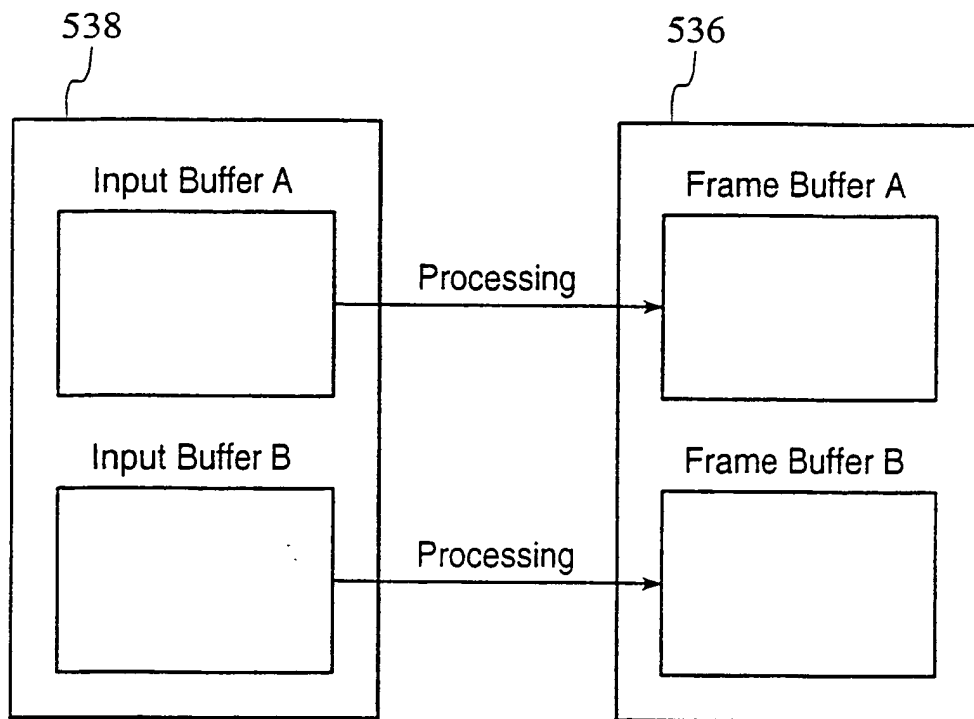 538
536
Input Buffer A
Frame Buffer A
Processing
Input Buffer B
Frame Buffer B
Processing